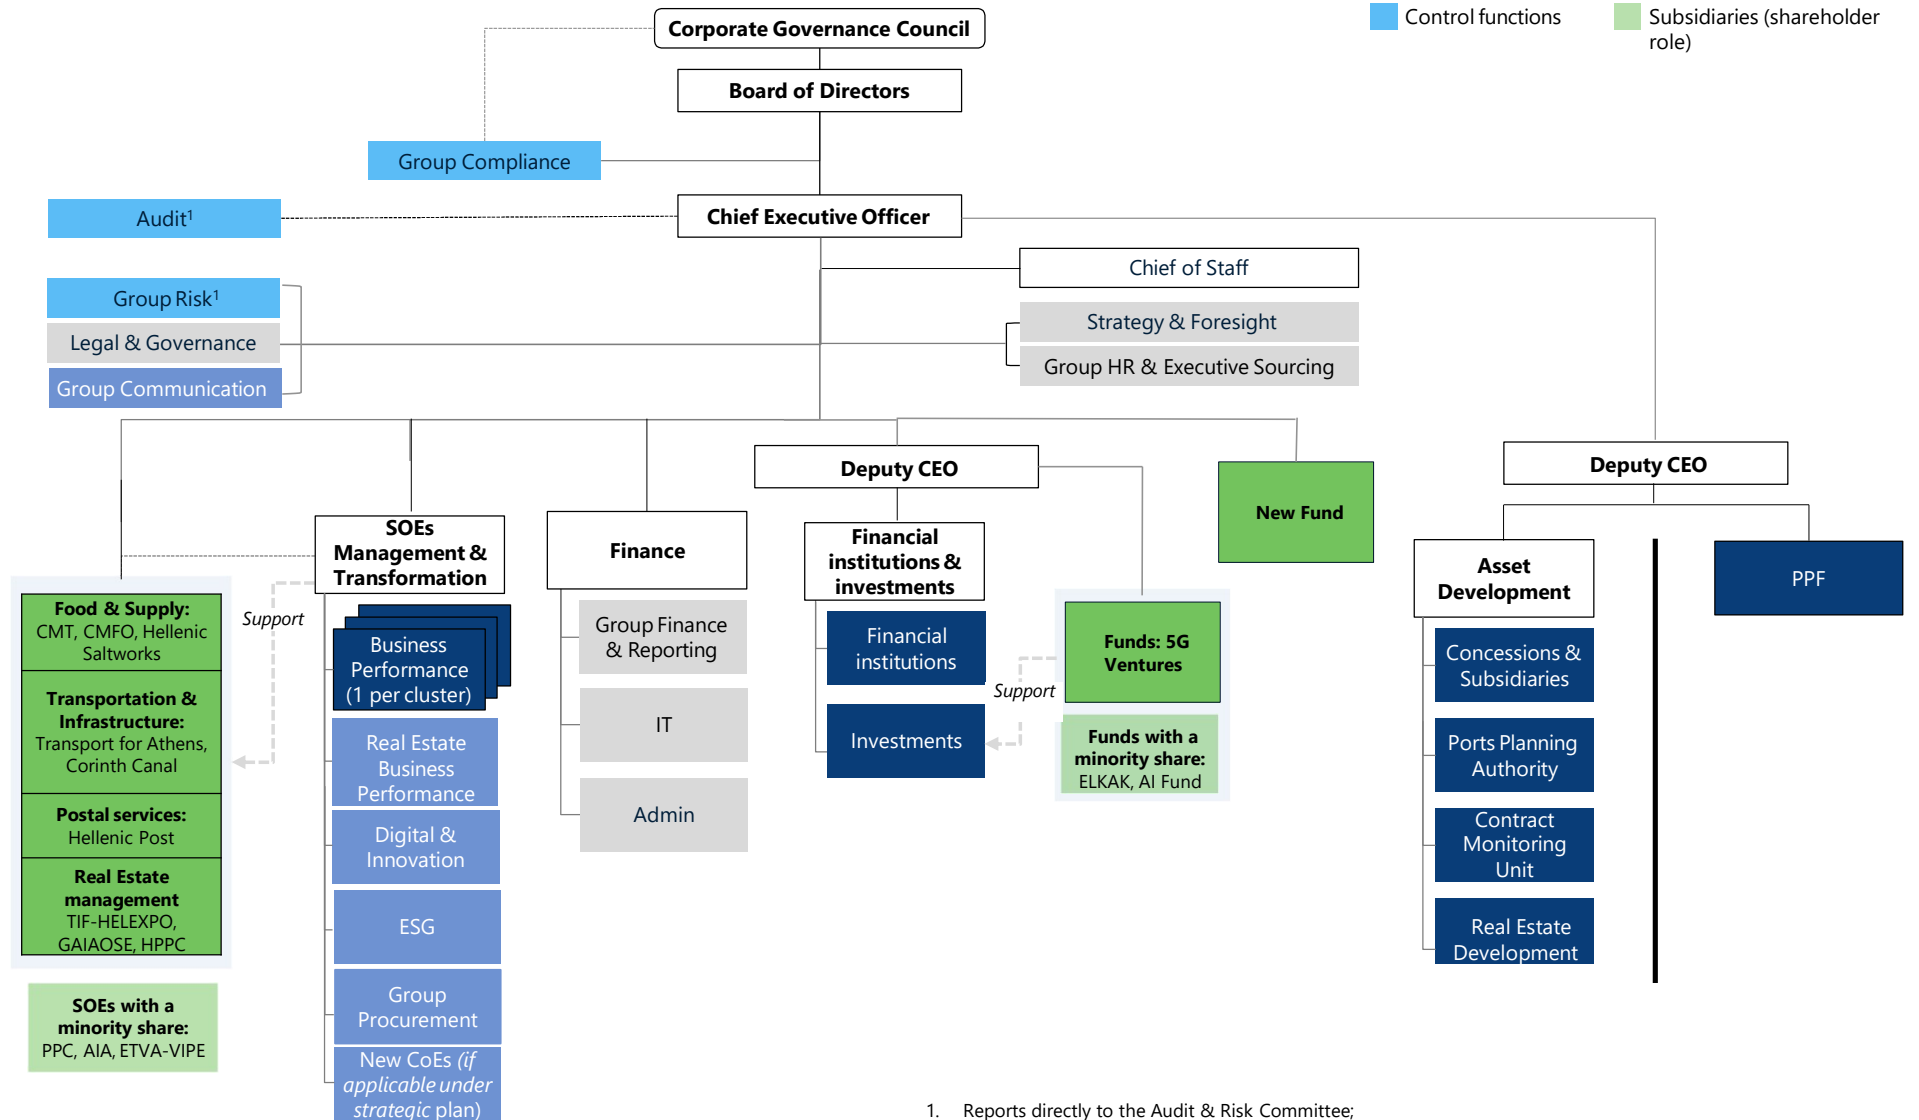 Corporate Governance Council
Control functions
Subsidiaries (shareholder
role)
Board of Directors
Group Compliance
Audit¹
Chief Executive Officer
Chief of Staff
Group Risk¹
Legal & Governance
Group Communication
Strategy & Foresight
Group HR & Executive Sourcing
Deputy CEO
New Fund
Deputy CEO
SOEs
Management &
Transformation
Finance
Financial
institutions &
investments
Asset
Development
PPF
Food & Supply:
CMT, CMFO, Hellenic
Saltworks
Transportation &
Infrastructure:
Transport for Athens,
Corinth Canal
Postal services:
Hellenic Post
Real Estate
management
TIF-HELEXPO,
GAIAOSE, HPPC
SOEs with a
minority share:
PPC, AIA, ETVA-VIPE
Support
Business
Performance
(1 per cluster)
Real Estate
Business
Performance
Digital &
Innovation
ESG
Group
Procurement
New CoEs (if
applicable under
strategic plan)
Group Finance
& Reporting
IT
Admin
Financial
institutions
Investments
Support
Funds: 5G
Ventures
Funds with a
minority share:
ELKAK, AI Fund
Concessions &
Subsidiaries
Ports Planning
Authority
Contract
Monitoring
Unit
Real Estate
Development
1. Reports directly to the Audit & Risk Committee;